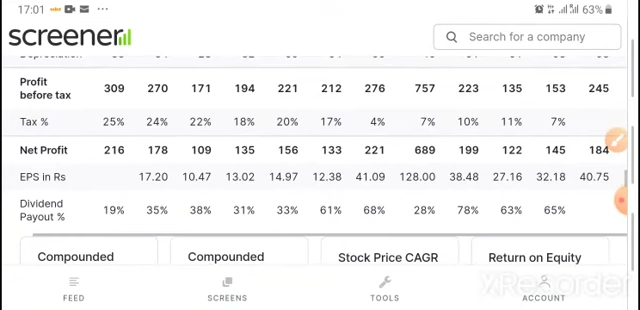 17:01 63%
screener Search for a company
Depreciation
Profit before tax 309 270 171 194 221 212 276 757 223 135 153 245
Tax % 25% 24% 22% 18% 20% 17% 4% 7% 10% 11% 7%
Net Profit 216 178 109 135 156 133 221 689 199 122 145 184
EPS in Rs 17.20 10.47 13.02 14.97 12.38 41.09 128.00 38.48 27.16 32.18 40.75
Dividend Payout % 19% 35% 38% 31% 33% 61% 68% 28% 78% 63% 65%
Compounded Compounded Stock Price CAGR Return on Equity
XRecorder
FEED SCREENS TOOLS ACCOUNT